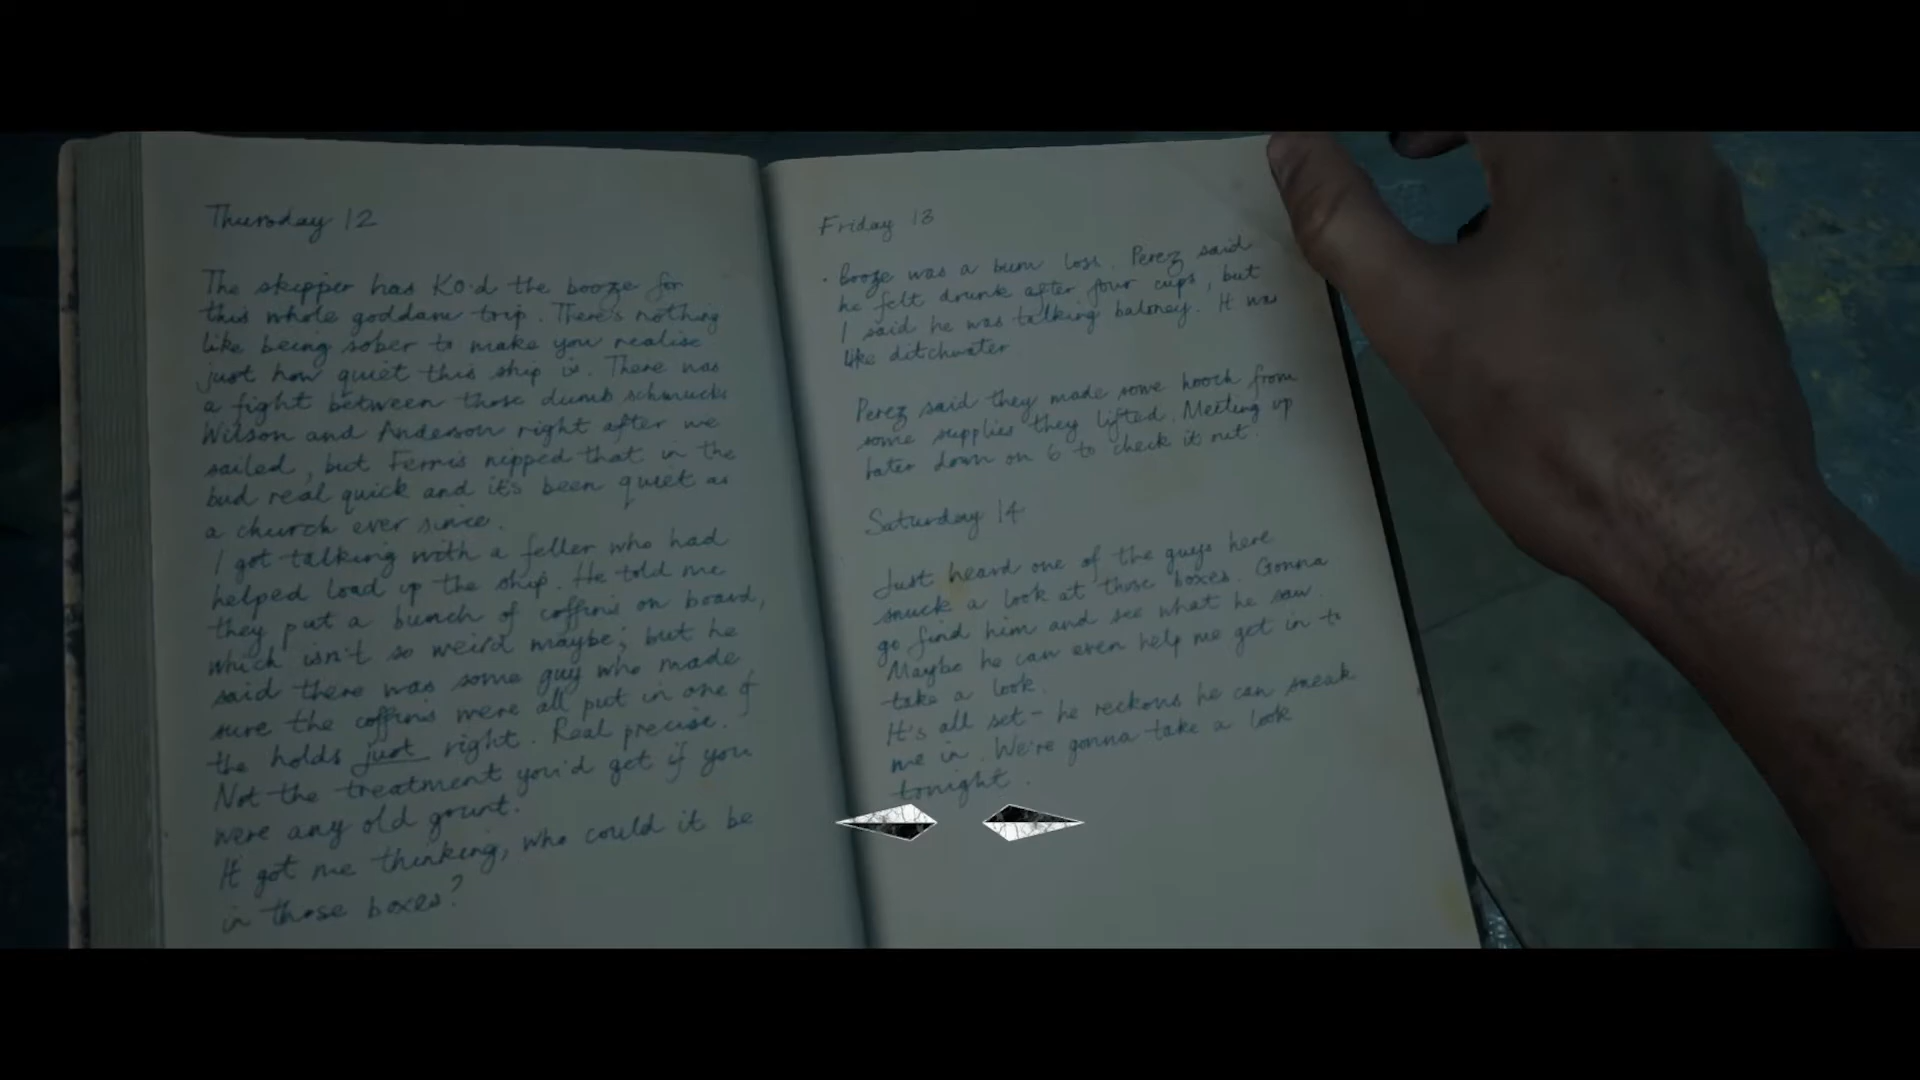 Thursday 12
The skipper has KO'd the booze for
this whole goddam trip. There's nothing
like being sober to make you realise
just how quiet this ship is. There was
a fight between those dumb schmucks
Wilson and Anderson right after we
sailed, but Ferris nipped that in the
bud real quick and it's been quiet as
a church ever since.
I got talking with a feller who had
helped load up the ship. He told me
they put a bunch of coffins on board,
which isn't so weird maybe; but he
said there was some guy who made
sure the coffins were all put in one of
the holds just right. Real precise.
Not the treatment you'd get if you
were any old grunt.
It got me thinking, who could it be
in those boxes?
Friday 13
· Booze was a bum loss. Perez said
he felt drunk after four cups, but
I said he was talking baloney. It was
like ditchwater
Perez said they made some hooch from
some supplies they lifted. Meeting up
later down on 6 to check it out.
Saturday 14
Just heard one of the guys here
snuck a look at those boxes. Gonna
go find him and see what he saw.
Maybe he can even help me get in to
take a look.
It's all set - he reckons he can sneak
me in. We're gonna take a look
tonight.